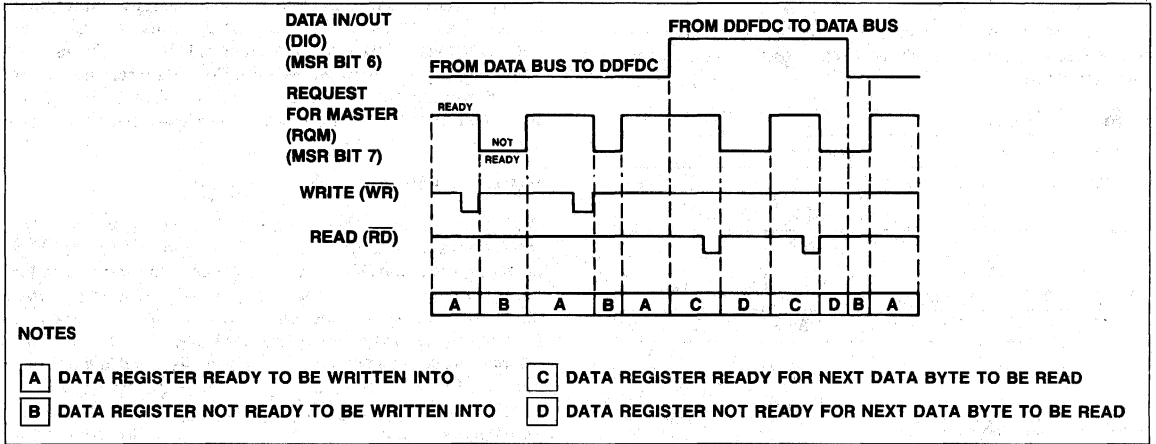 DATA IN/OUT
(DIO)
(MSR BIT 6)
FROM DDFDC TO DATA BUS
FROM DATA BUS TO DDFDC
REQUEST
FOR MASTER
(RQM)
(MSR BIT 7)
READY
NOT
READY
WRITE (WR)
READ (RD)
A B A B A C D C D B A
NOTES
A DATA REGISTER READY TO BE WRITTEN INTO
B DATA REGISTER NOT READY TO BE WRITTEN INTO
C DATA REGISTER READY FOR NEXT DATA BYTE TO BE READ
D DATA REGISTER NOT READY FOR NEXT DATA BYTE TO BE READ